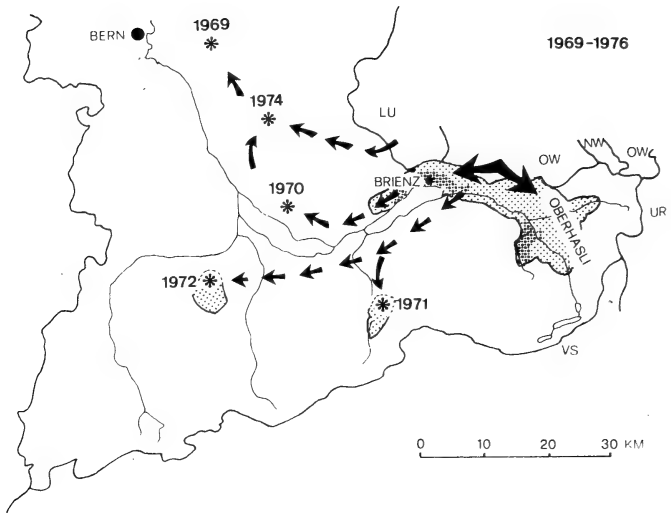 1969
BERN
1969–1976
1974
LU
NW
OW
OW
BRIENZ
1970
OBERHASLI
UR
1972
1971
VS
0 10 20 30 KM